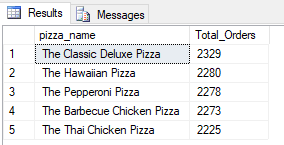 Results Messages
pizza_name Total_Orders
1 The Classic Deluxe Pizza 2329
2 The Hawaiian Pizza 2280
3 The Pepperoni Pizza 2278
4 The Barbecue Chicken Pizza 2273
5 The Thai Chicken Pizza 2225